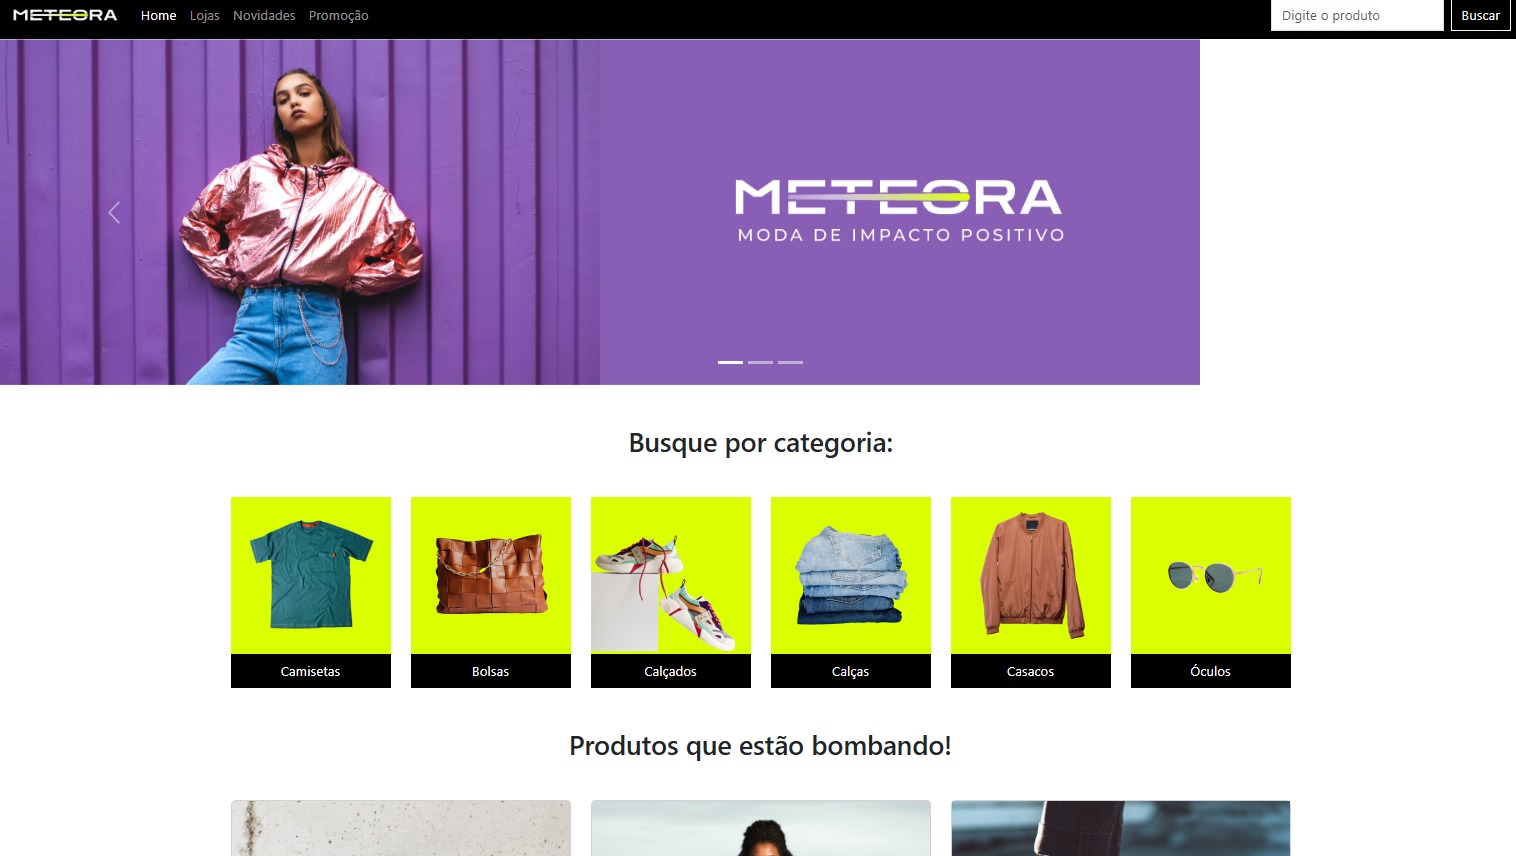 METEORA Home Lojas Novidades Promoção Digite o produto Buscar
METEORA
MODA DE IMPACTO POSITIVO
Busque por categoria:
Camisetas Bolsas Calçados Calças Casacos Óculos
Produtos que estão bombando!